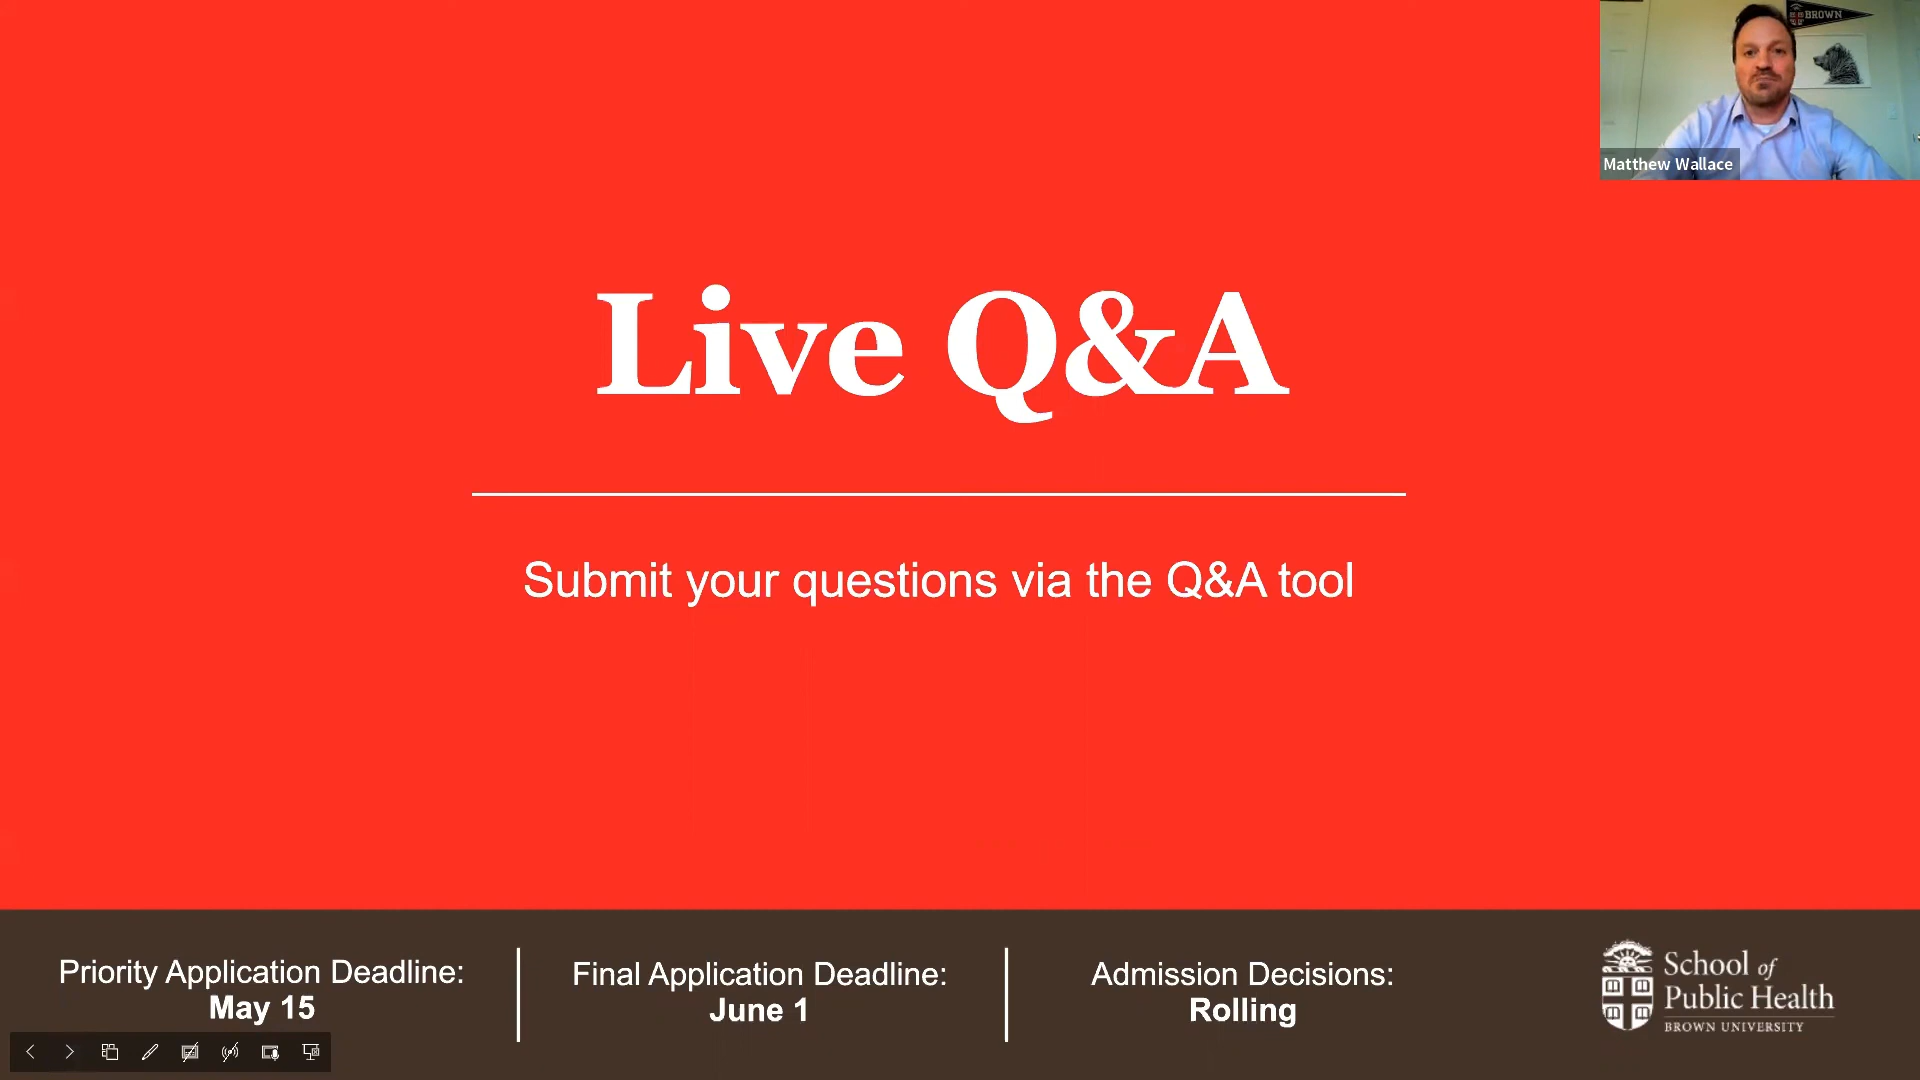 BROWN
Matthew Wallace
Live Q&A
Submit your questions via the Q&A tool
Priority Application Deadline:
May 15
Final Application Deadline:
June 1
Admission Decisions:
Rolling
School of
Public Health
BROWN UNIVERSITY